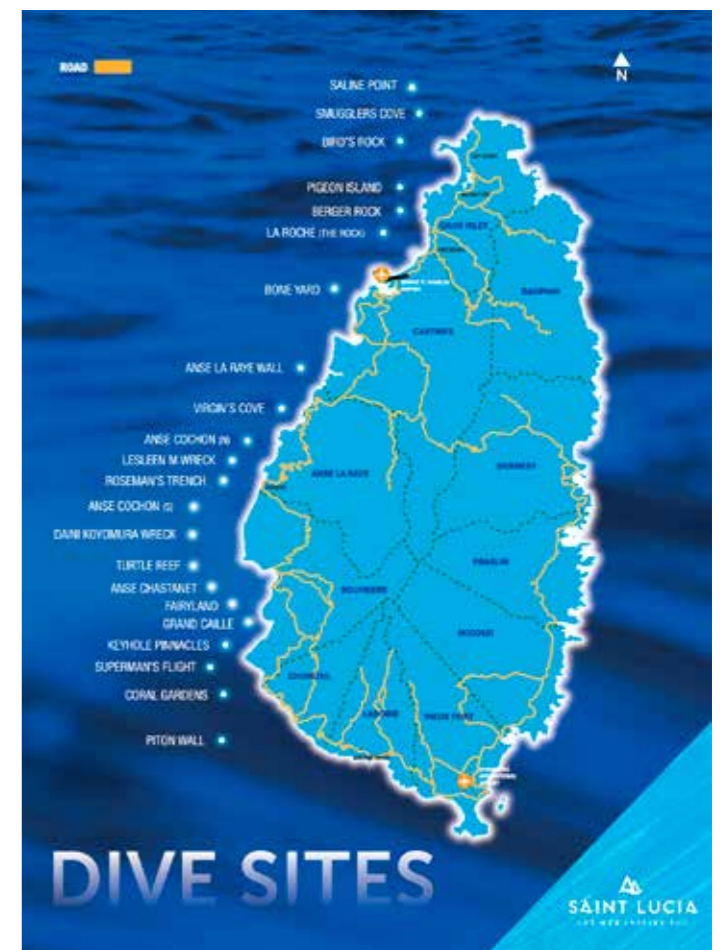 ROAD
N
SALINE POINT
SMUGGLERS COVE
BIRD'S ROCK
PIGEON ISLAND
BERGER ROCK
LA ROCHE (THE ROCK)
BONE YARD
DAUPHIN
CASTRIES
ANSE LA RAYE WALL
VIRGIN'S COVE
ANSE COCHON (N)
LESLEEN M WRECK
ROSEMAN'S TRENCH
ANSE LA RAYE
DENNERY
ANSE COCHON (S)
DAINI KOYOMURA WRECK
TURTLE REEF
PRASLIN
ANSE CHASTANET
SOUFRIERE
FAIRYLAND
GRAND CAILLE
MICOUD
KEYHOLE PINNACLES
SUPERMAN'S FLIGHT
CHOISEUL
CORAL GARDENS
LABORIE
VIEUX FORT
PITON WALL
DIVE SITES
SAINT LUCIA